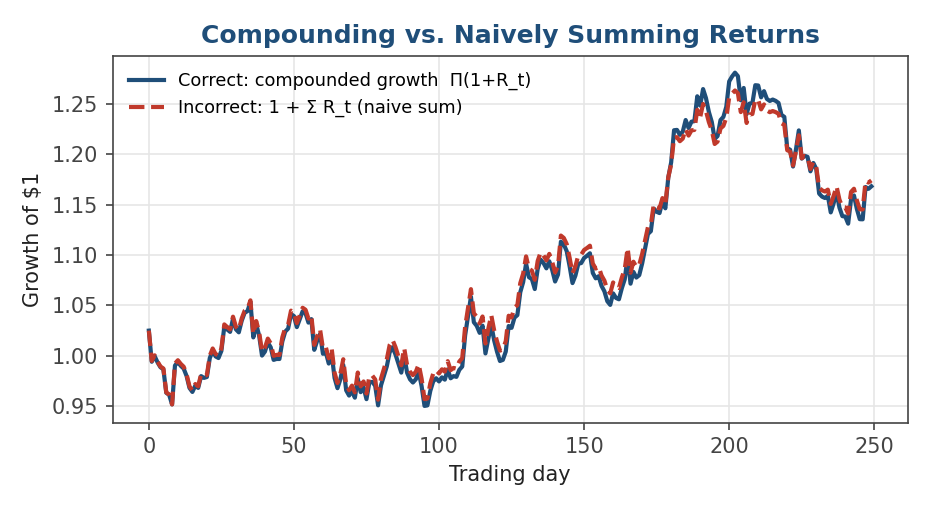 Compounding vs. Naively Summing Returns
Correct: compounded growth  Π(1+R_t)
Incorrect: 1 + Σ R_t (naive sum)
Growth of $1
1.25
1.20
1.15
1.10
1.05
1.00
0.95
0
50
100
150
200
250
Trading day